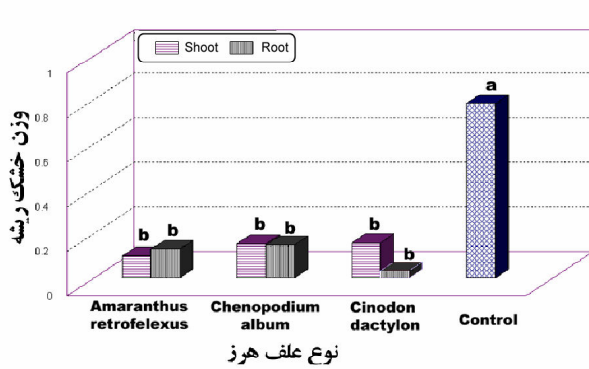 Shoot Root
1
0.8
0.6
0.4
0.2
0
وزن خشک ریشه
a
b b b b b b
Amaranthus retrofelexus
Chenopodium album
Cinodon dactylon
Control
نوع علف هرز